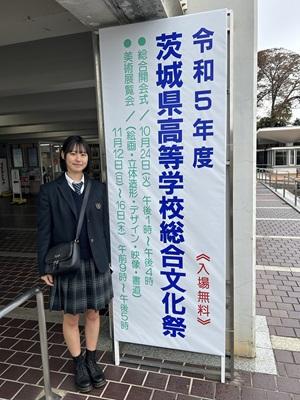 令和5年度
茨城県高等学校総合文化祭
《入場無料》
●総合開会式/10月24日(火)午後1時~午後4時
●美術展覧会/(絵画・立体造形・デザイン・映像・書道)
11月12日(日)~16日(木)午前9時~午後5時